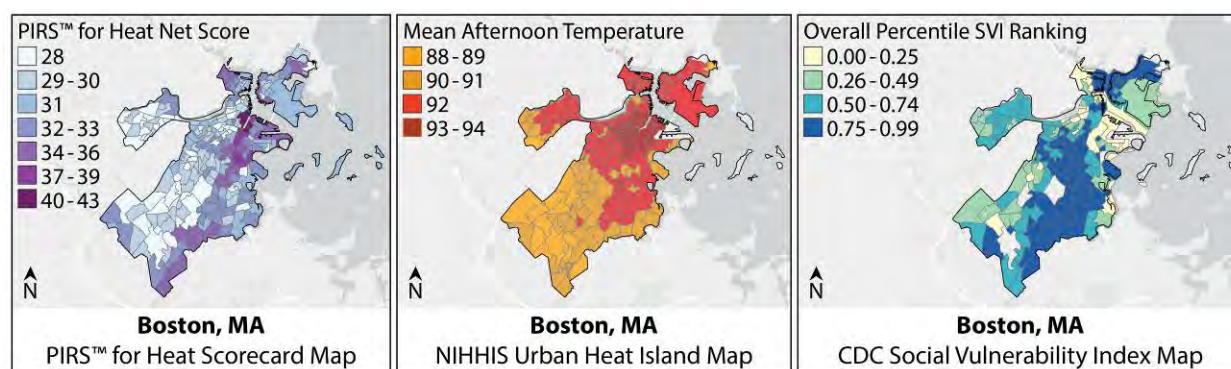 PIRS™ for Heat Net Score
28
29 - 30
31
32 - 33
34 - 36
37 - 39
40 - 43
N
Boston, MA
PIRS™ for Heat Scorecard Map
Mean Afternoon Temperature
88 - 89
90 - 91
92
93 - 94
N
Boston, MA
NIHHIS Urban Heat Island Map
Overall Percentile SVI Ranking
0.00 - 0.25
0.26 - 0.49
0.50 - 0.74
0.75 - 0.99
N
Boston, MA
CDC Social Vulnerability Index Map